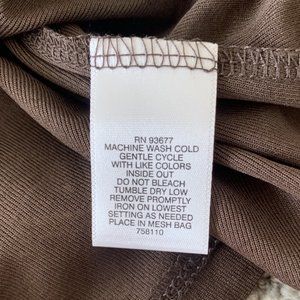 RN 93677
MACHINE WASH COLD
GENTLE CYCLE
WITH LIKE COLORS
INSIDE OUT
DO NOT BLEACH
TUMBLE DRY LOW
REMOVE PROMPTLY
IRON ON LOWEST
SETTING AS NEEDED
PLACE IN MESH BAG
758110